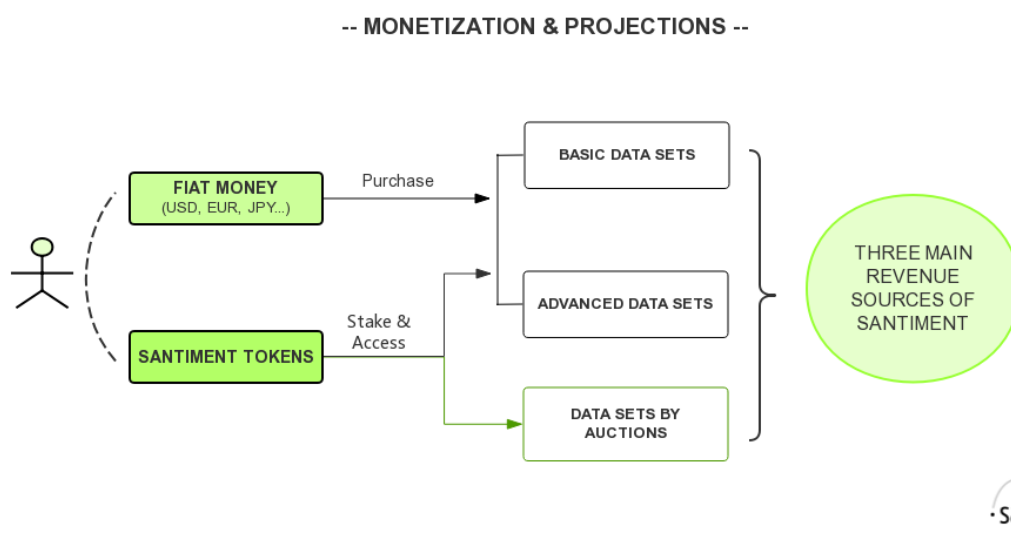 -- MONETIZATION & PROJECTIONS --
FIAT MONEY
(USD, EUR, JPY...)
Purchase
BASIC DATA SETS
ADVANCED DATA SETS
Stake &
Access
SANTIMENT TOKENS
DATA SETS BY
AUCTIONS
THREE MAIN
REVENUE
SOURCES OF
SANTIMENT